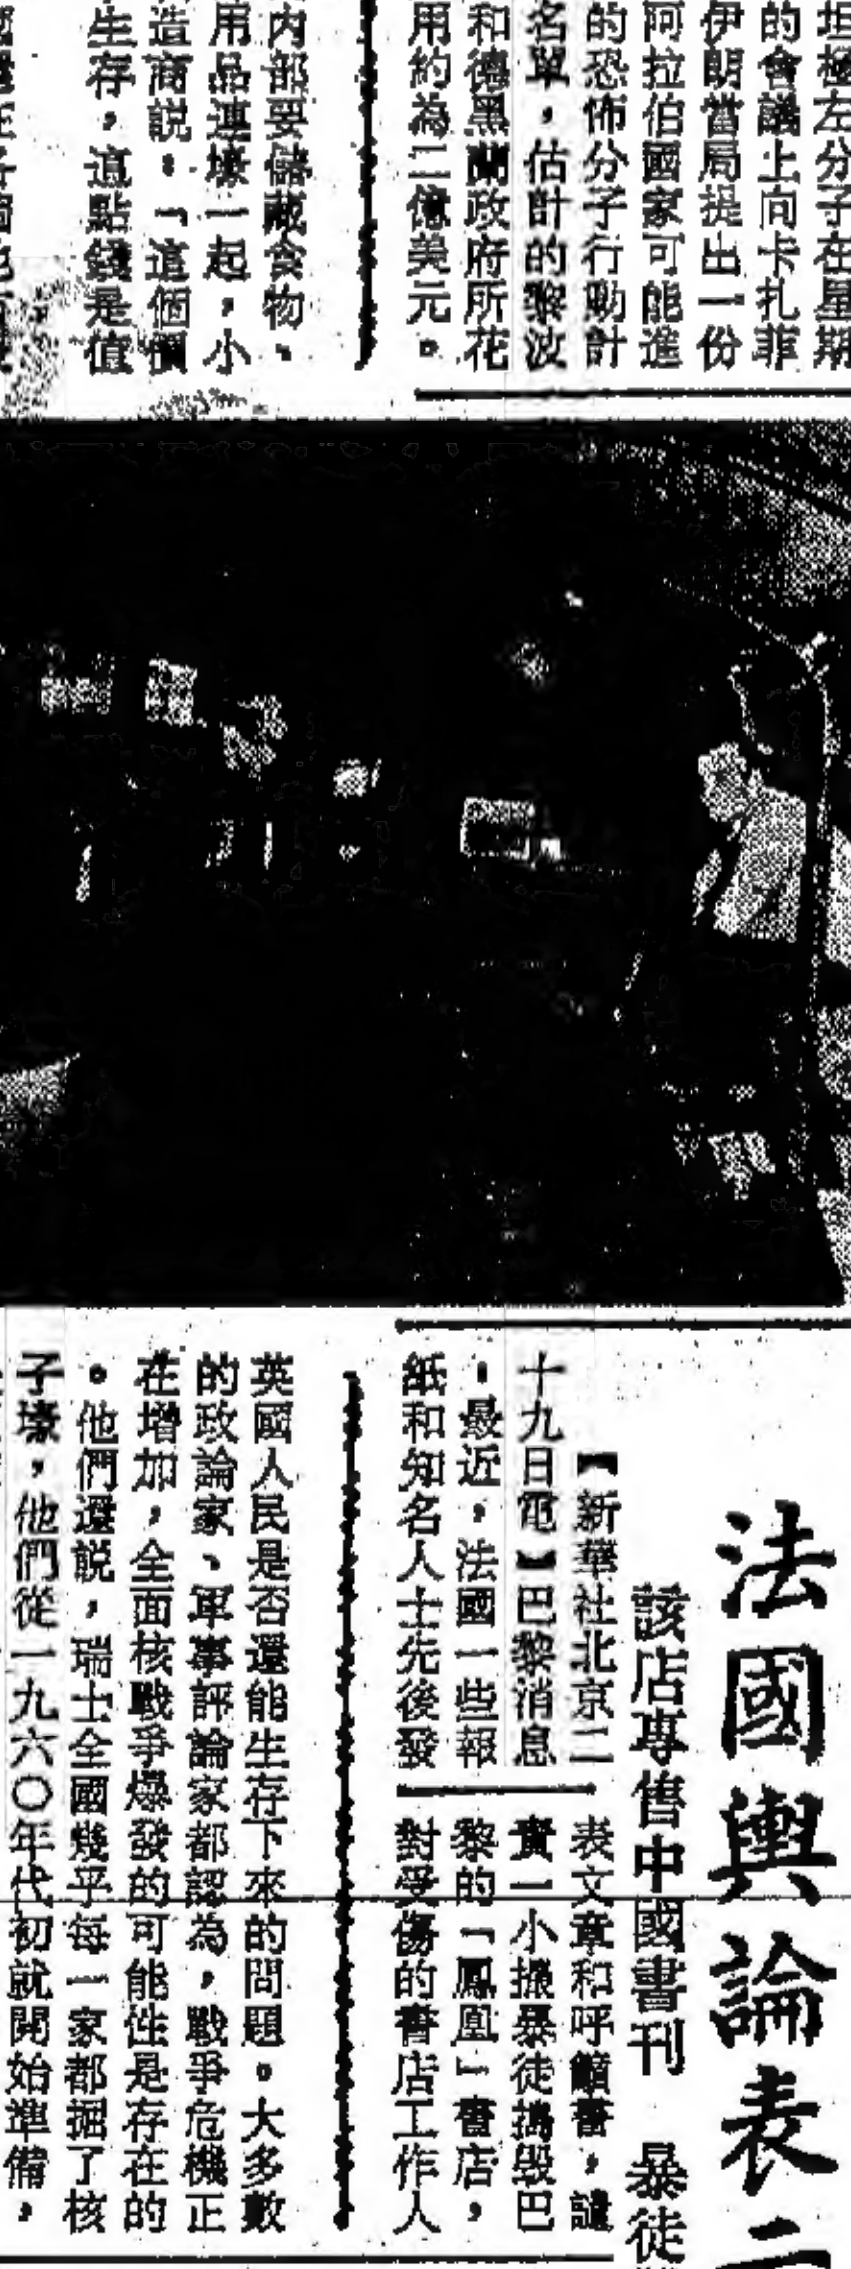 坦極左分子在星期
的會議上向卡扎菲
伊朗當局提出一份
阿拉伯國家可能進
的恐佈分子行動計
名單，估計的黎波
和德黑蘭政府所花
用約為二億美元。
內部要儲藏食物、
用品連壕一起，小
造商説。「這個價
生存，這點錢是值
法國輿論表
該店專售中國書刊　暴徒
【新華社北京二
十九日電】巴黎消息
：最近，法國一些報
紙和知名人士先後發
表文章和呼籲書，譴
責一小撮暴徒搗毀巴
黎的「鳳凰」書店，
對受傷的書店工作人
英國人民是否還能生存下來的問題。大多數
的政論家、軍事評論家都認為，戰爭危機正
在增加，全面核戰爭爆發的可能性是存在的
。他們還説，瑞士全國幾乎每一家都掘了核
子壕，他們從一九六〇年代初就開始準備，